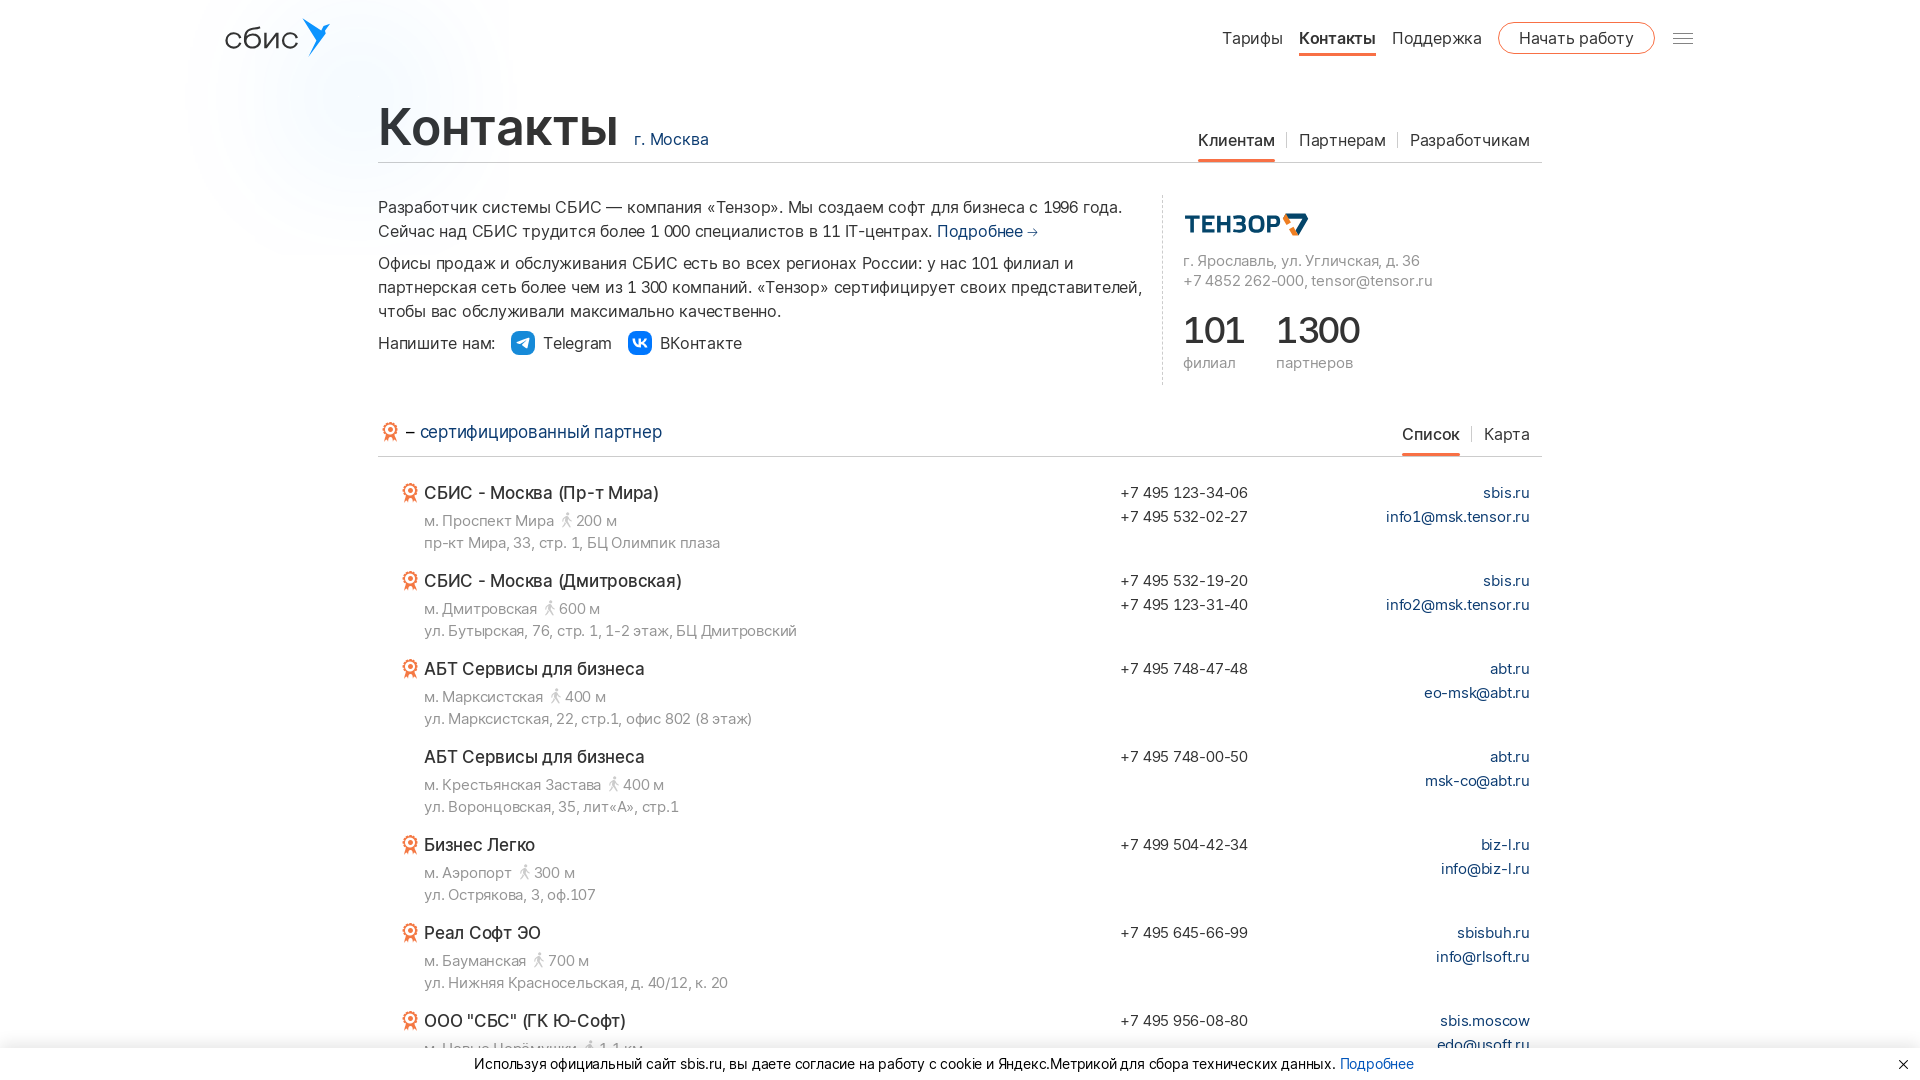 сбис
Тарифы Контакты Поддержка Начать работу
Контакты г. Москва
Клиентам Партнерам Разработчикам
Разработчик системы СБИС — компания «Тензор». Мы создаем софт для бизнеса с 1996 года.
Сейчас над СБИС трудится более 1 000 специалистов в 11 IT-центрах. Подробнее
Офисы продаж и обслуживания СБИС есть во всех регионах России: у нас 101 филиал и
партнерская сеть более чем из 1 300 компаний. «Тензор» сертифицирует своих представителей,
чтобы вас обслуживали максимально качественно.
Напишите нам: Telegram ВКонтакте
ТЕНЗОР
г. Ярославль, ул. Угличская, д. 36
+7 4852 262-000, tensor@tensor.ru
101 1300
филиал партнеров
– сертифицированный партнер
Список Карта
СБИС - Москва (Пр-т Мира) +7 495 123-34-06 sbis.ru
+7 495 532-02-27 info1@msk.tensor.ru
м. Проспект Мира 200 м
пр-кт Мира, 33, стр. 1, БЦ Олимпик плаза
СБИС - Москва (Дмитровская) +7 495 532-19-20 sbis.ru
+7 495 123-31-40 info2@msk.tensor.ru
м. Дмитровская 600 м
ул. Бутырская, 76, стр. 1, 1-2 этаж, БЦ Дмитровский
АБТ Сервисы для бизнеса +7 495 748-47-48 abt.ru
eo-msk@abt.ru
м. Марксистская 400 м
ул. Марксистская, 22, стр.1, офис 802 (8 этаж)
АБТ Сервисы для бизнеса +7 495 748-00-50 abt.ru
msk-co@abt.ru
м. Крестьянская Застава 400 м
ул. Воронцовская, 35, лит«А», стр.1
Бизнес Легко +7 499 504-42-34 biz-l.ru
info@biz-l.ru
м. Аэропорт 300 м
ул. Острякова, 3, оф.107
Реал Софт ЭО +7 495 645-66-99 sbisbuh.ru
info@rlsoft.ru
м. Бауманская 700 м
ул. Нижняя Красносельская, д. 40/12, к. 20
ООО "СБС" (ГК Ю-Софт) +7 495 956-08-80 sbis.moscow
edo@usoft.ru
м. Новые Черёмушки 1,1 км
Используя официальный сайт sbis.ru, вы даете согласие на работу с cookie и Яндекс.Метрикой для сбора технических данных. Подробнее